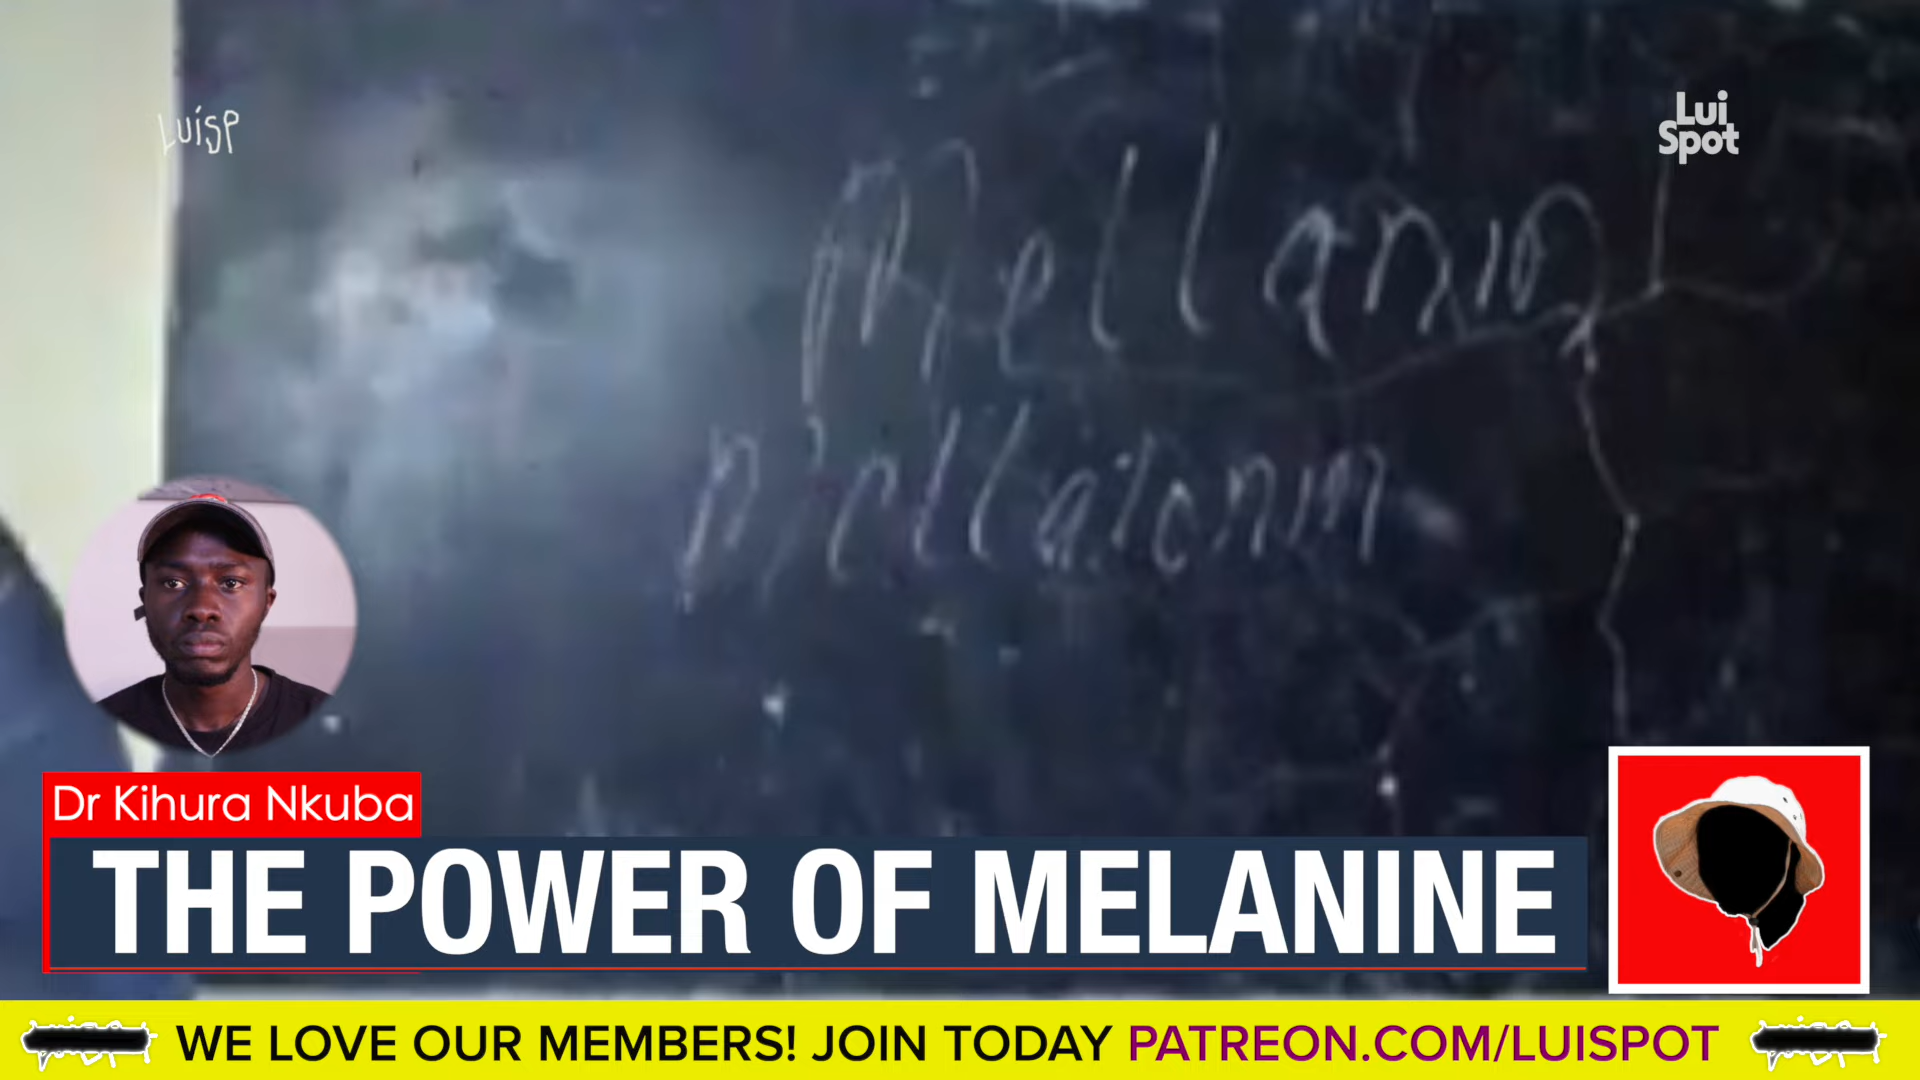 LUISP
Lui
Spot
Mellanin
Mellatonin
Dr Kihura Nkuba
THE POWER OF MELANINE
WE LOVE OUR MEMBERS! JOIN TODAY PATREON.COM/LUISPOT